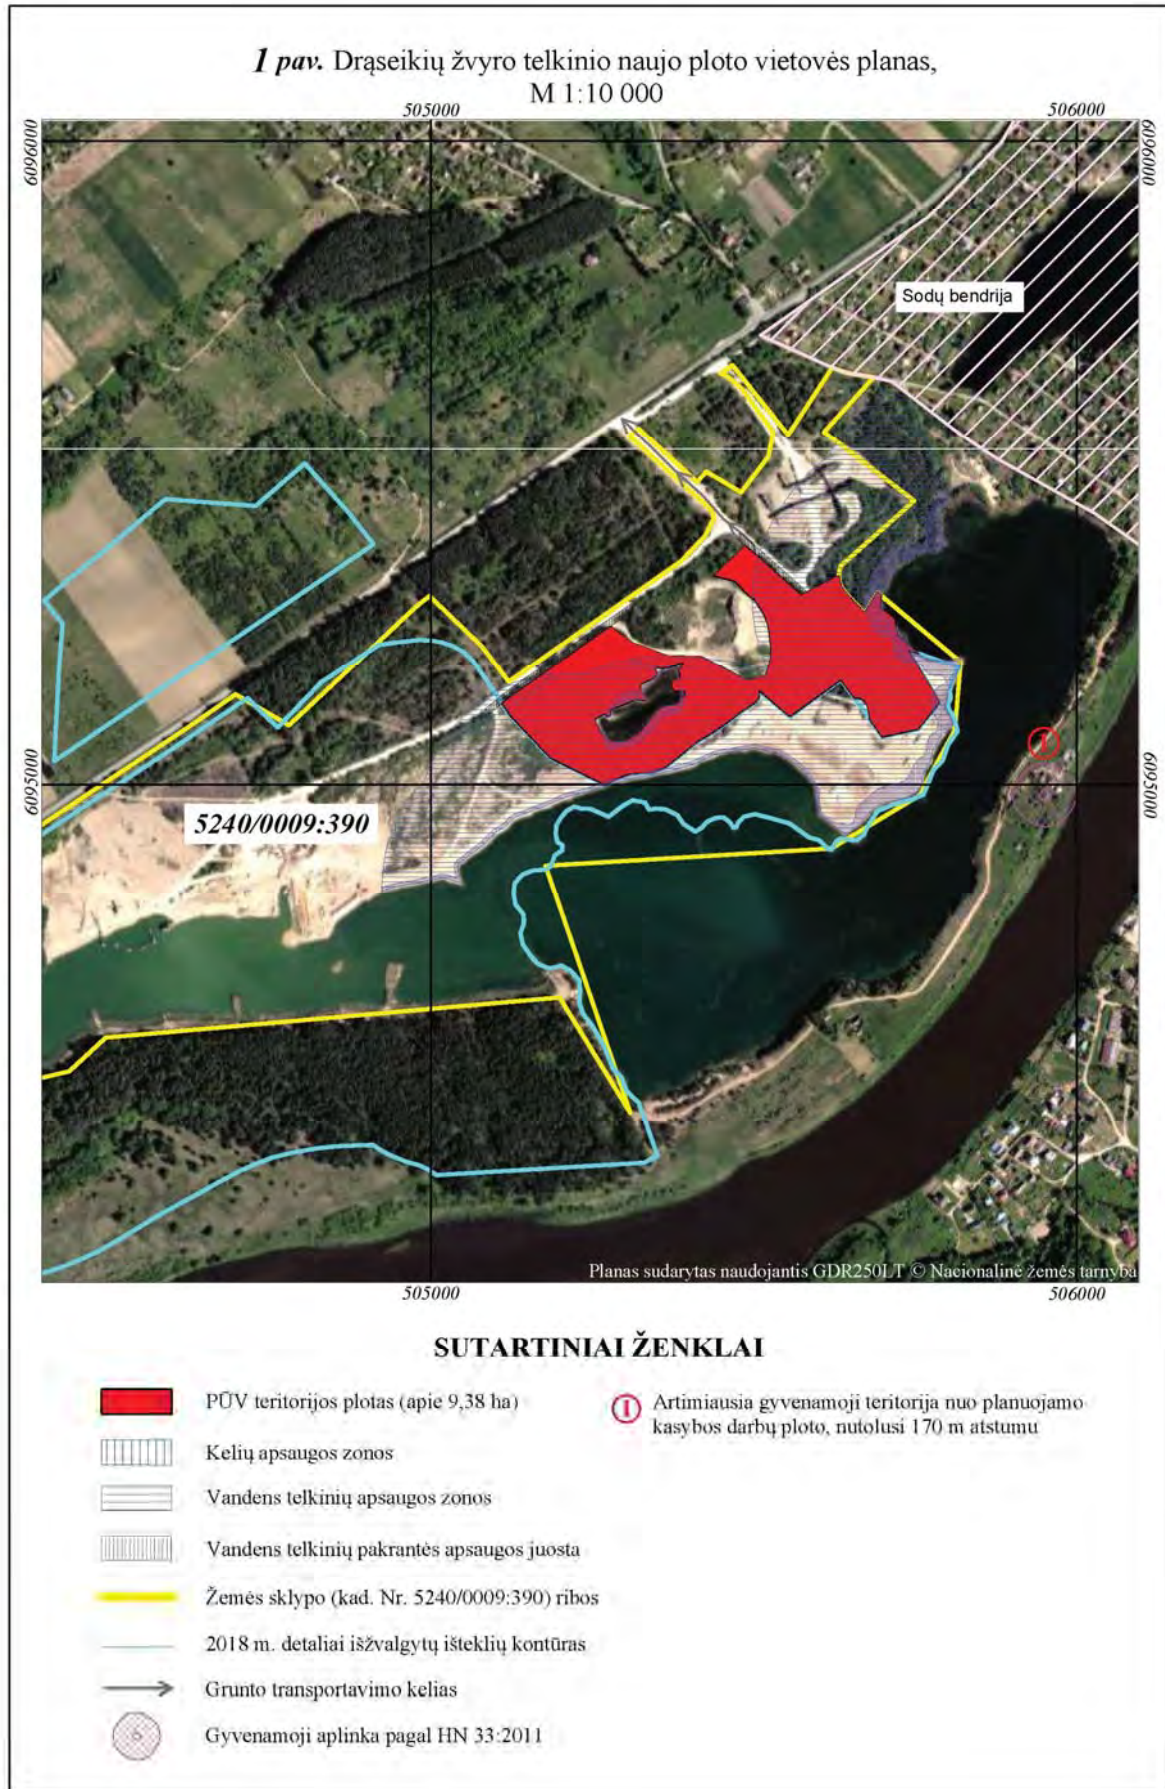 1 pav. Drąseikių žvyro telkinio naujo ploto vietovės planas,
M 1:10 000
505000
506000
6096000
6096000
Sodų bendrija
1
6095000
6095000
5240/0009:390
Planas sudarytas naudojantis GDR250LT © Nacionalinė žemės tarnyba
505000
506000
SUTARTINIAI ŽENKLAI
PŪV teritorijos plotas (apie 9,38 ha)
1 Artimiausia gyvenamoji teritorija nuo planuojamo
kasybos darbų ploto, nutolusi 170 m atstumu
Kelių apsaugos zonos
Vandens telkinių apsaugos zonos
Vandens telkinių pakrantės apsaugos juosta
Žemės sklypo (kad. Nr. 5240/0009:390) ribos
2018 m. detaliai išžvalgytų išteklių kontūras
Grunto transportavimo kelias
Gyvenamoji aplinka pagal HN 33:2011